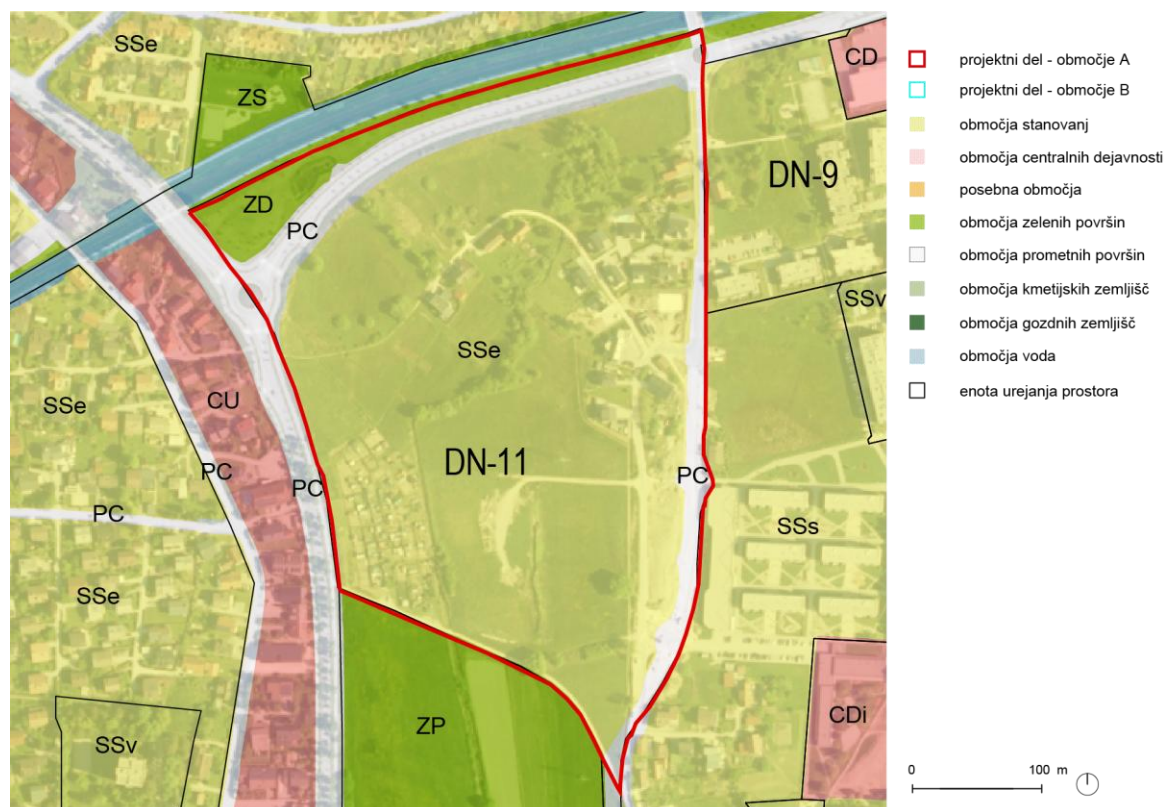 SSe
ZS
CD
DN-9
ZD
PC
SSv
SSe
SSe
CU
PC
DN-11
PC
PC
PC
SSs
SSe
SSv
ZP
CDi
projektni del - območje A
projektni del - območje B
območja stanovanj
območja centralnih dejavnosti
posebna območja
območja zelenih površin
območja prometnih površin
območja kmetijskih zemljišč
območja gozdnih zemljišč
območja voda
enota urejanja prostora
0 100 m